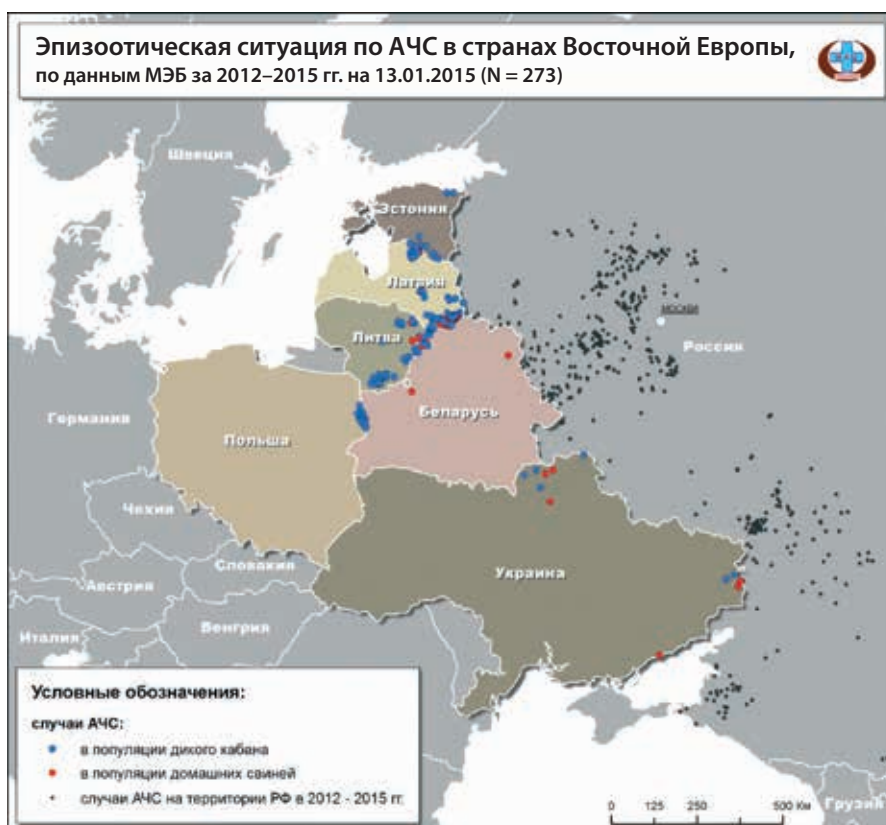 Эпизоотическая ситуация по АЧС в странах Восточной Европы,
по данным МЭБ за 2012–2015 гг. на 13.01.2015 (N = 273)
Швеция
Эстония
Латвия
МОСКВА
Литва
Россия
Германия
Беларусь
Польша
Чехия
Словакия
Украина
Австрия
Венгрия
Италия
Условные обозначения:
случаи АЧС:
в популяции дикого кабана
в популяции домашних свиней
случаи АЧС на территории РФ в 2012 - 2015 гг.
0 125 250 500 Км
Грузия